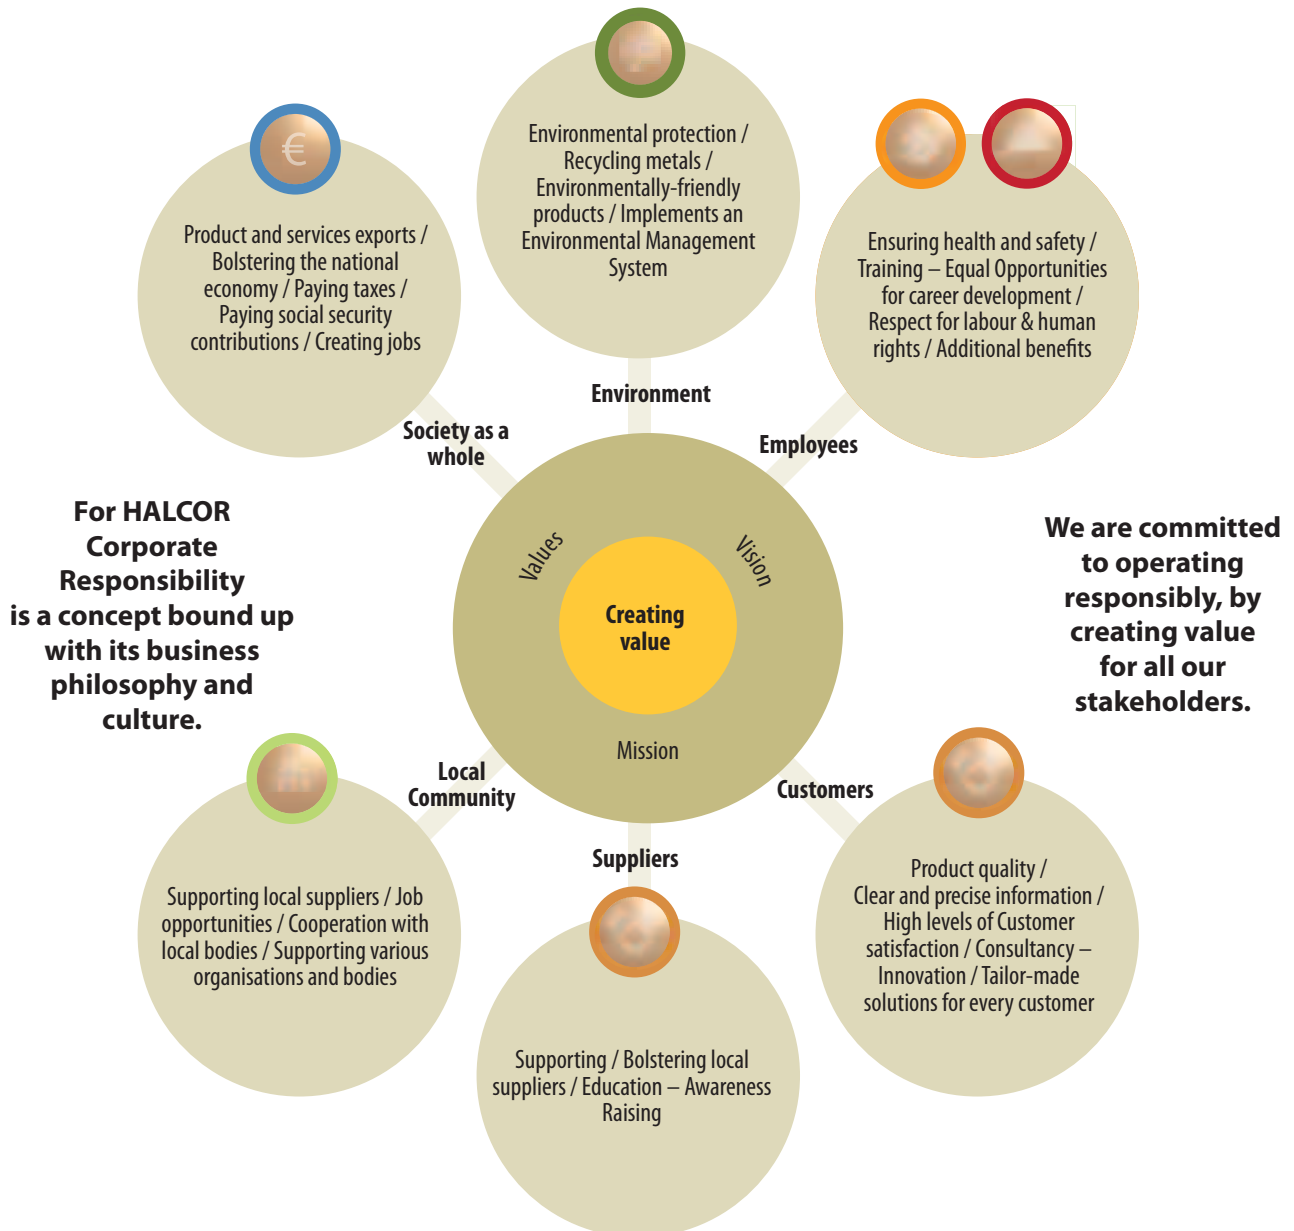 Environmental protection /
Recycling metals /
Environmentally-friendly
products / Implements an
Environmental Management
System
€
Product and services exports /
Bolstering the national
economy / Paying taxes /
Paying social security
contributions / Creating jobs
Ensuring health and safety /
Training – Equal Opportunities
for career development /
Respect for labour & human
rights / Additional benefits
Environment
Society as a
whole
Employees
For HALCOR
Corporate
Responsibility
is a concept bound up
with its business
philosophy and
culture.
Values
Vision
Creating
value
Mission
We are committed
to operating
responsibly, by
creating value
for all our
stakeholders.
Local
Community
Customers
Suppliers
Supporting local suppliers / Job
opportunities / Cooperation with
local bodies / Supporting various
organisations and bodies
Product quality /
Clear and precise information /
High levels of Customer
satisfaction / Consultancy –
Innovation / Tailor-made
solutions for every customer
Supporting / Bolstering local
suppliers / Education – Awareness
Raising